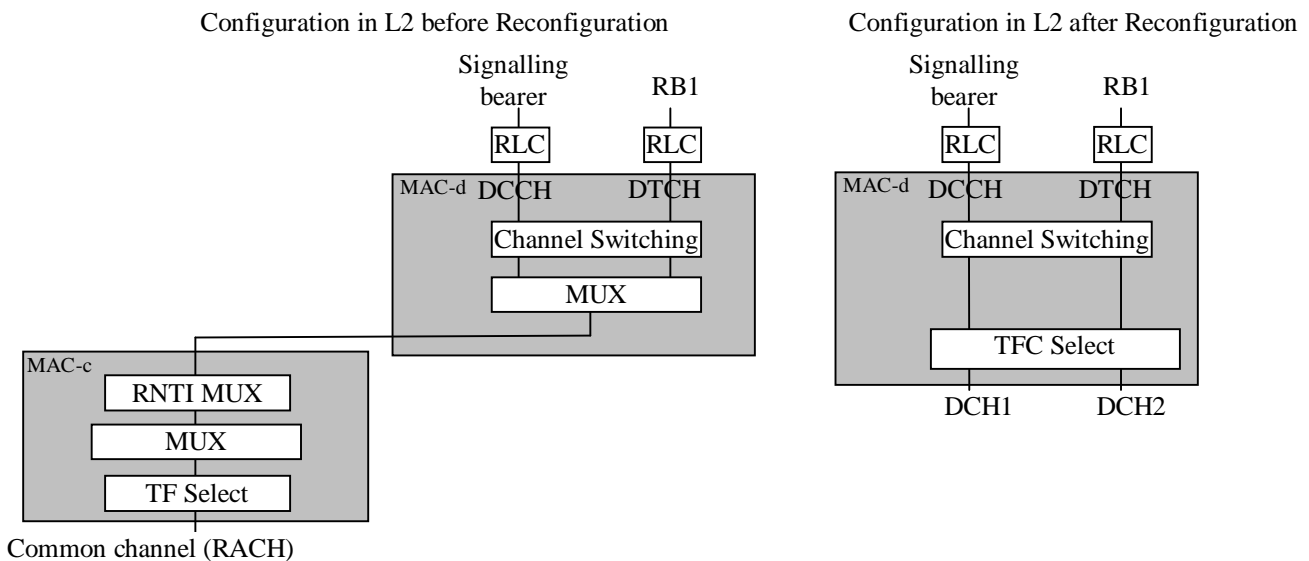 Configuration in L2 before Reconfiguration
Signalling
bearer
RB1
RLC
RLC
MAC-d
DCCH
DTCH
Channel Switching
MUX
MAC-c
RNTI MUX
MUX
TF Select
Common channel (RACH)
Configuration in L2 after Reconfiguration
Signalling
bearer
RB1
RLC
RLC
MAC-d
DCCH
DTCH
Channel Switching
TFC Select
DCH1
DCH2